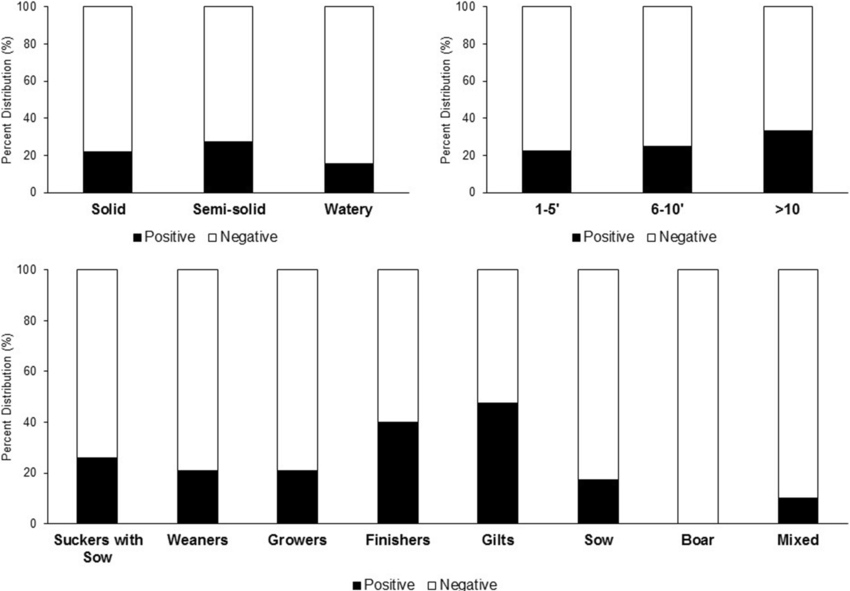 Percent Distribution (%)
100
80
60
40
20
0
Solid Semi-solid Watery
Positive Negative
Percent Distribution (%)
100
80
60
40
20
0
1-5' 6-10' >10
Positive Negative
Percent Distribution (%)
100
80
60
40
20
0
Suckers with Weaners Growers Finishers Gilts Sow Boar Mixed
Sow
Positive Negative